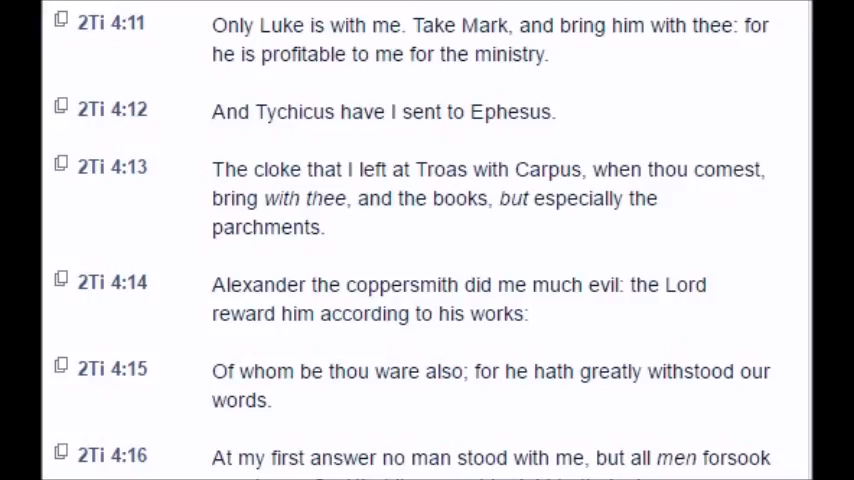 2Ti 4:11 Only Luke is with me. Take Mark, and bring him with thee: for
he is profitable to me for the ministry.
2Ti 4:12 And Tychicus have I sent to Ephesus.
2Ti 4:13 The cloke that I left at Troas with Carpus, when thou comest,
bring with thee, and the books, but especially the
parchments.
2Ti 4:14 Alexander the coppersmith did me much evil: the Lord
reward him according to his works:
2Ti 4:15 Of whom be thou ware also; for he hath greatly withstood our
words.
2Ti 4:16 At my first answer no man stood with me, but all men forsook